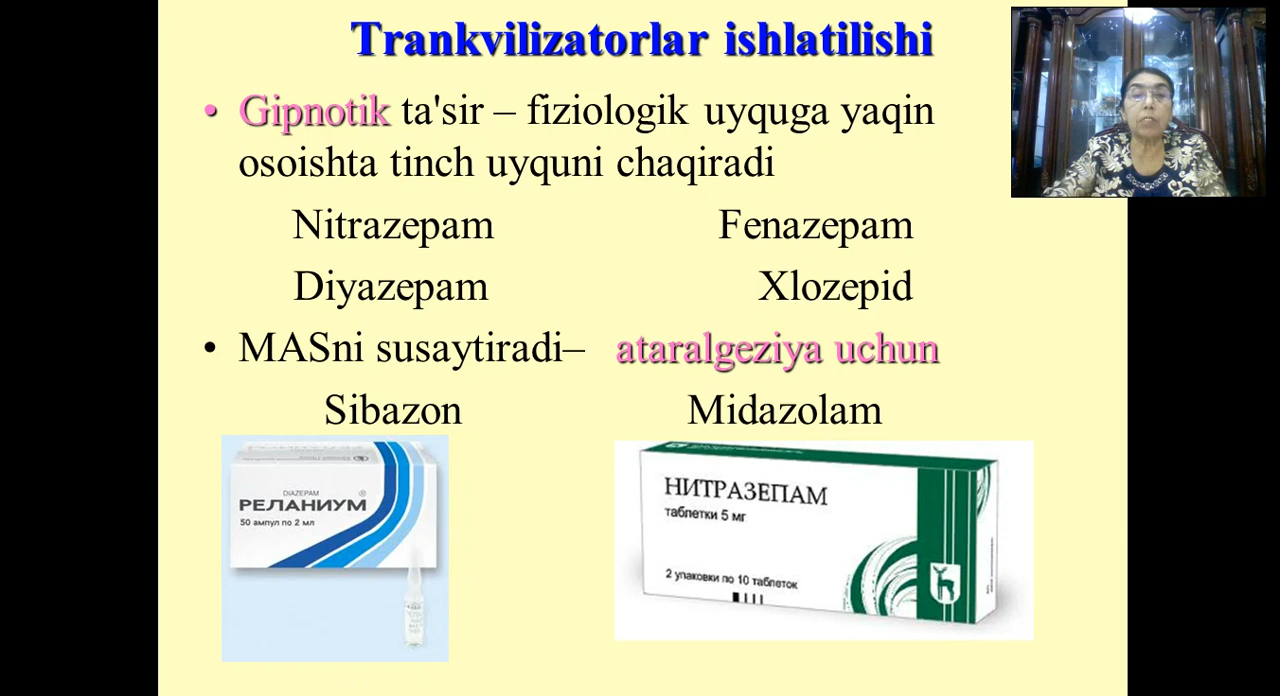 Trankvilizatorlar ishlatilishi
• Gipnotik ta'sir – fiziologik uyquga yaqin
osoishta tinch uyquni chaqiradi
Nitrazepam Fenazepam
Diyazepam Xlozepid
• MASni susaytiradi– ataralgeziya uchun
Sibazon Midazolam
DIAZEPAM ®
РЕЛАНИУМ
50 ампул по 2 мл
НИТРАЗЕПАМ
таблетки 5 мг
2 упаковки по 10 таблеток